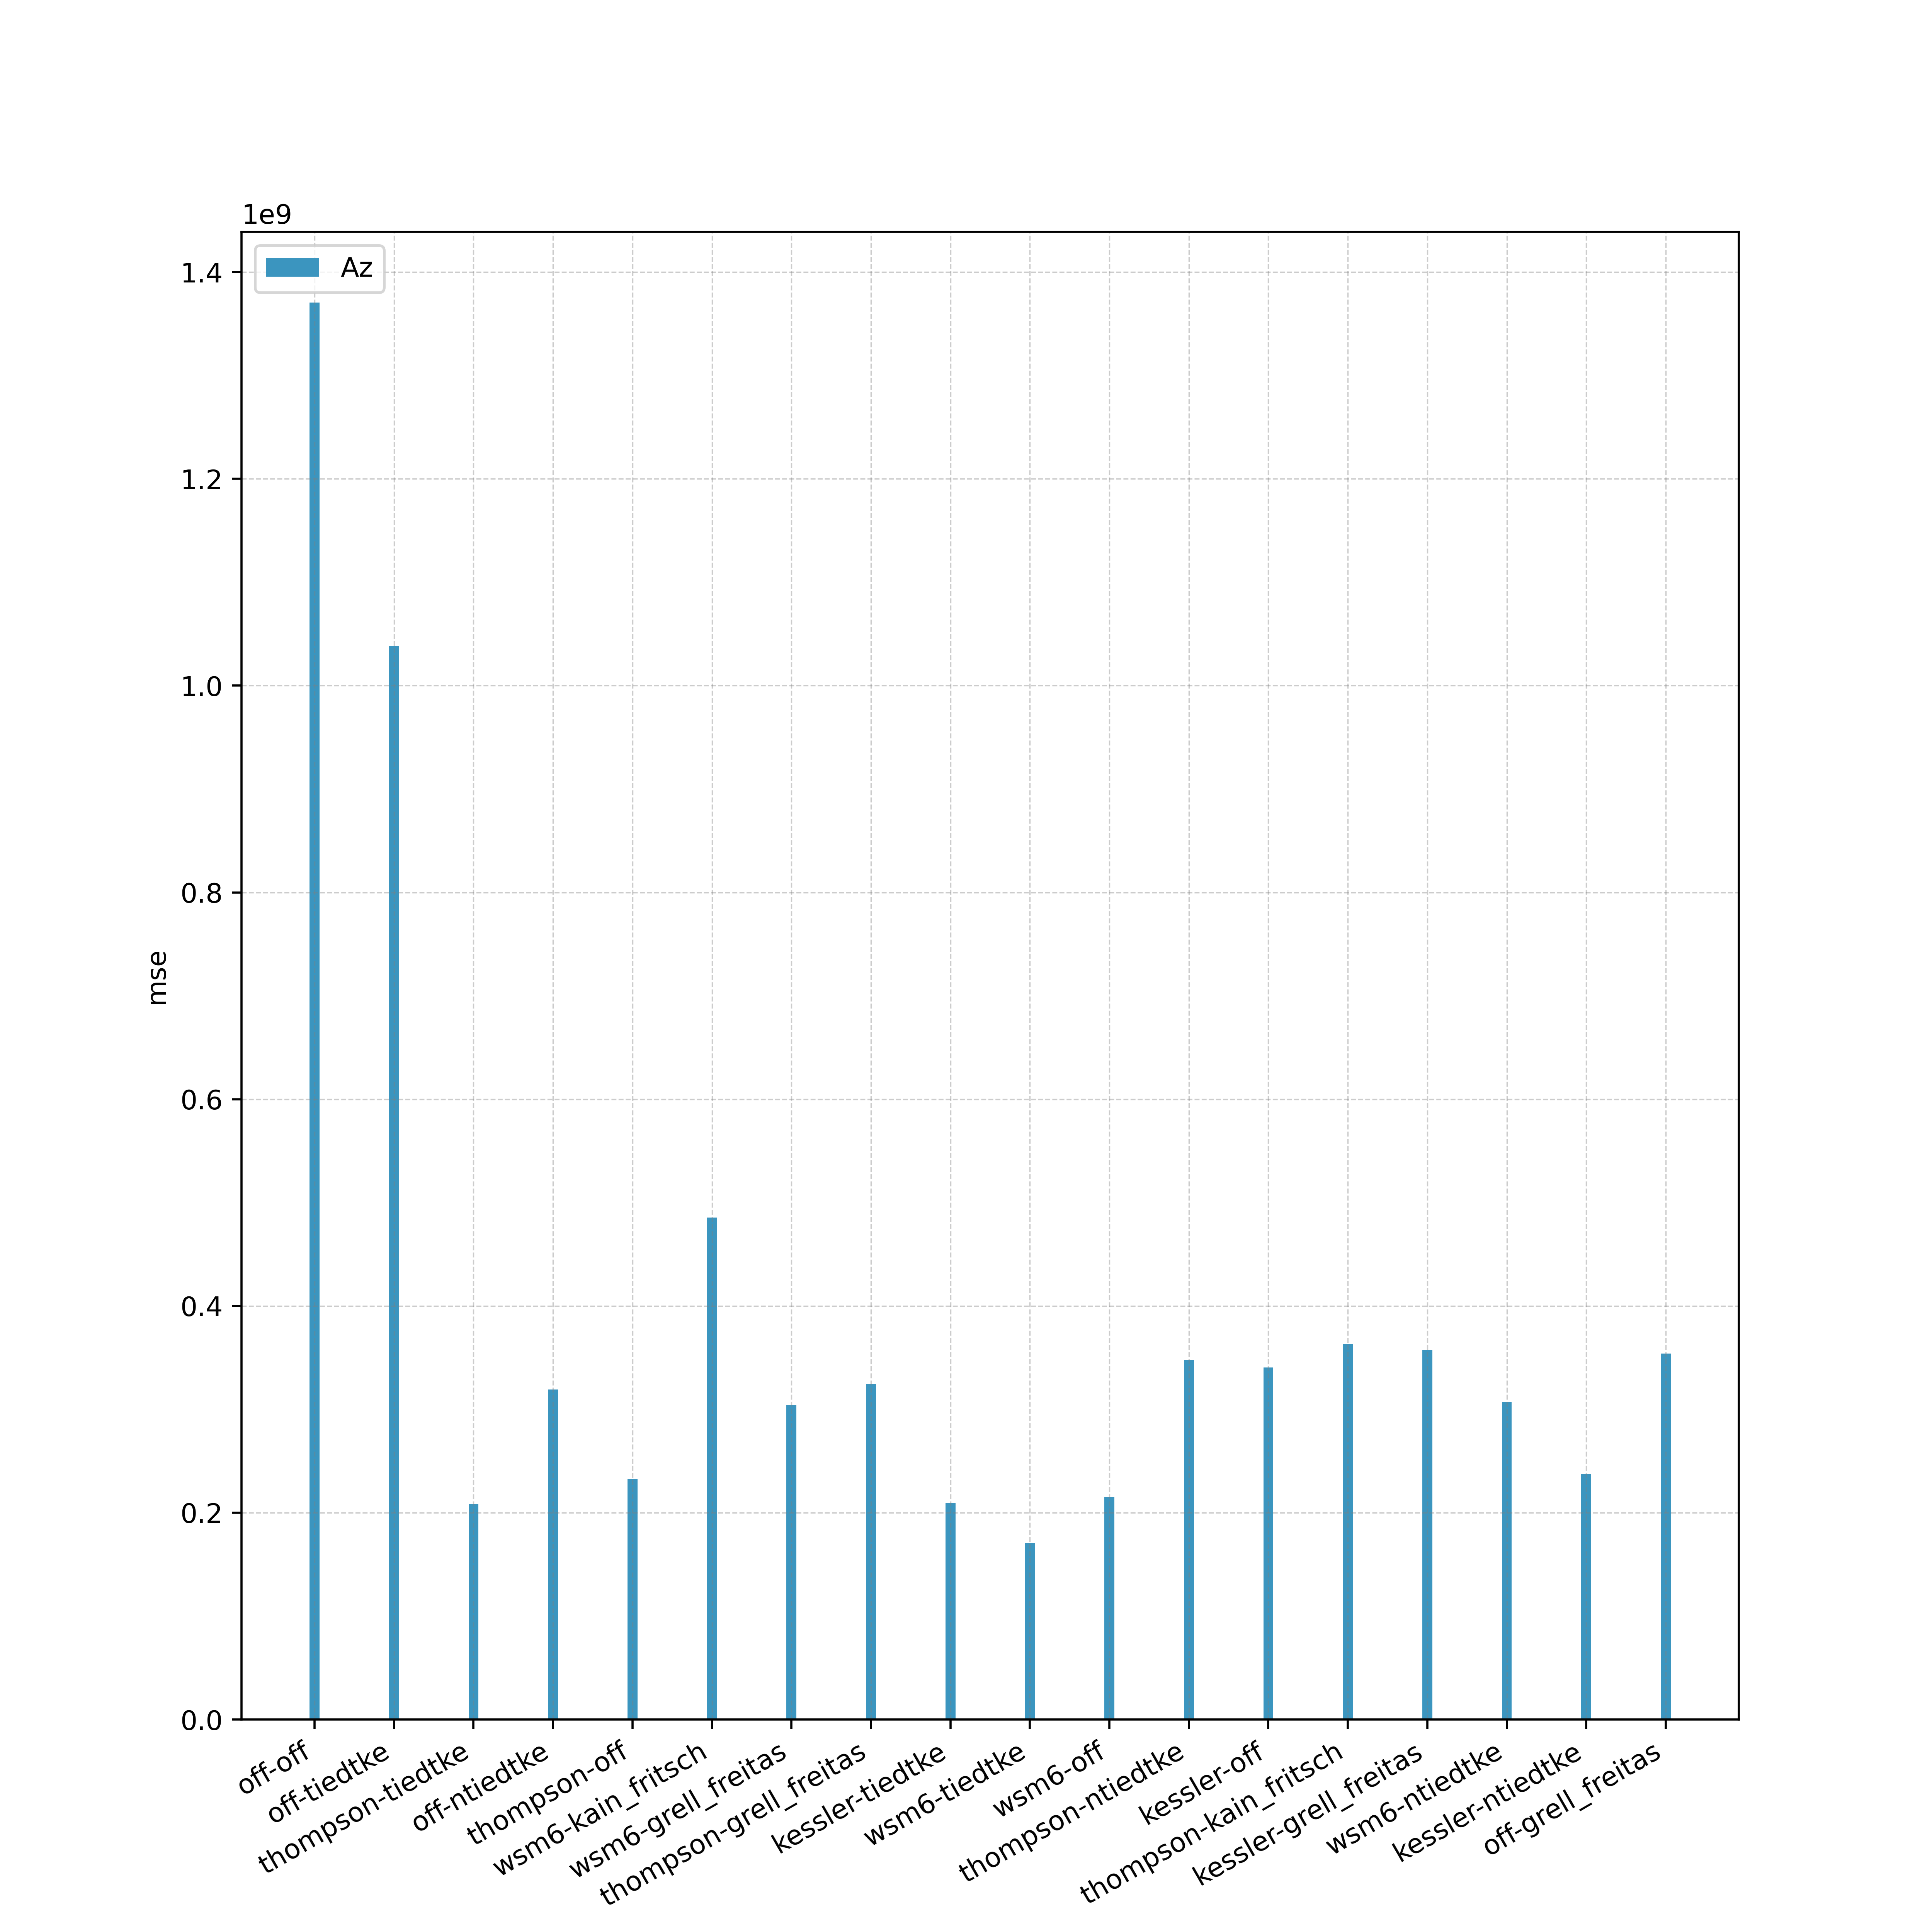 1e9
Az
1.4
1.2
1.0
0.8
0.6
0.4
0.2
0.0
mse
off-off
off-tiedtke
thompson-tiedtke
off-ntiedtke
thompson-off
wsm6-kain_fritsch
wsm6-grell_freitas
thompson-grell_freitas
kessler-tiedtke
wsm6-tiedtke
wsm6-off
thompson-ntiedtke
kessler-off
thompson-kain_fritsch
kessler-grell_freitas
wsm6-ntiedtke
kessler-ntiedtke
off-grell_freitas